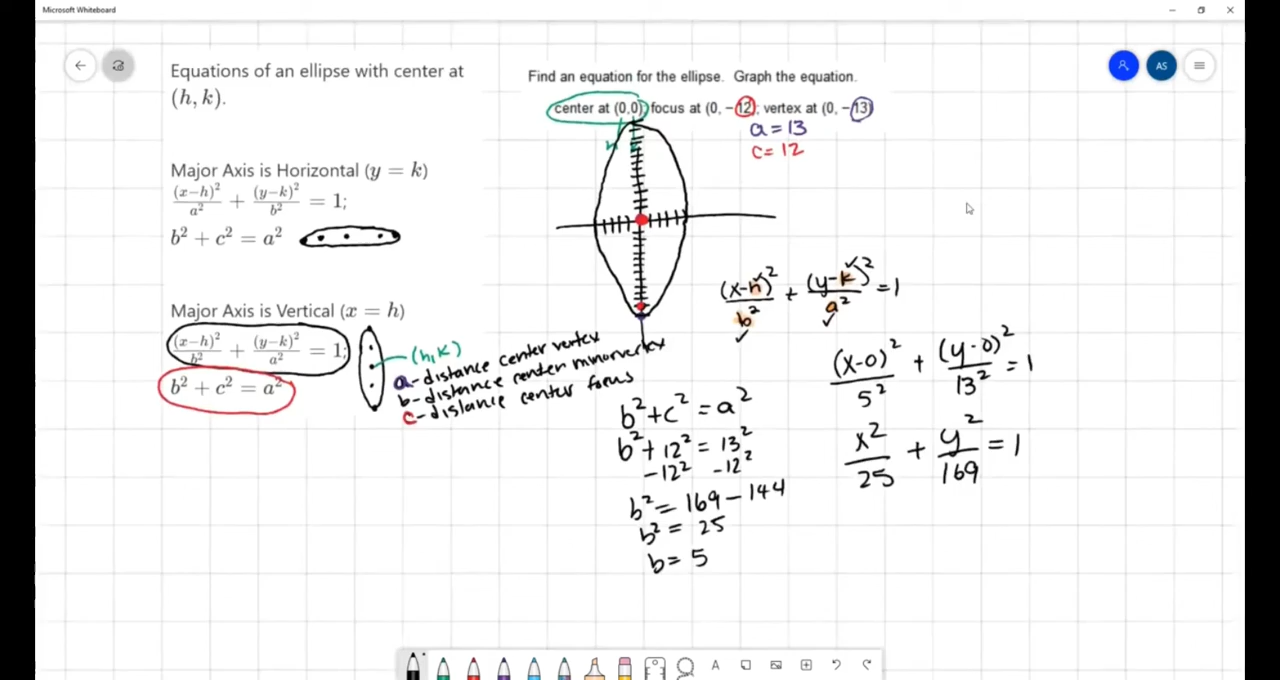 Microsoft Whiteboard
AS
Equations of an ellipse with center at
(h, k).
Major Axis is Horizontal (y = k)
(x−h)²/a² + (y−k)²/b² = 1;
b² + c² = a²
Major Axis is Vertical (x = h)
(x−h)²/b² + (y−k)²/a² = 1;
b² + c² = a²
(h,k)
a-distance center vertex
b-distance center minor vertex
c-distance center focus
Find an equation for the ellipse. Graph the equation.
center at (0,0) focus at (0, −12; vertex at (0, −13)
a = 13
c = 12
h
b² + c² = a²
b² + 12² = 13²
−12² −12²
b² = 169 − 144
b² = 25
b = 5
(x-h)²/b² + (y-k)²/a² = 1
(x-0)²/5² + (y-0)²/13² = 1
x²/25 + y²/169 = 1
A